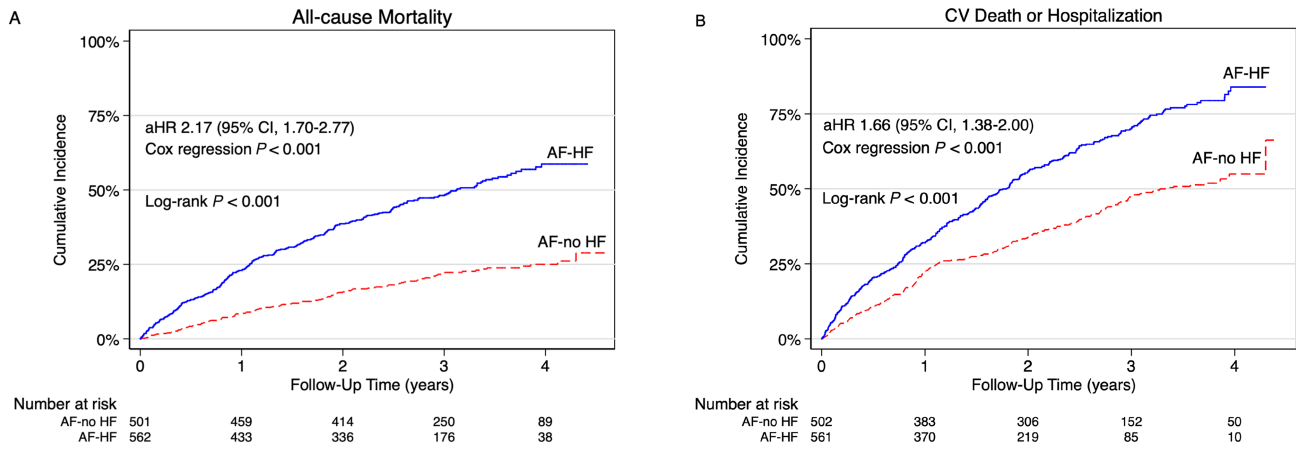 A
All-cause Mortality
100%
75%
50%
25%
0%
Cumulative Incidence
aHR 2.17 (95% CI, 1.70-2.77)
Cox regression P < 0.001
Log-rank P < 0.001
AF-HF
AF-no HF
0 1 2 3 4
Follow-Up Time (years)
Number at risk
AF-no HF 501 459 414 250 89
AF-HF 562 433 336 176 38
B
CV Death or Hospitalization
100%
75%
50%
25%
0%
Cumulative Incidence
aHR 1.66 (95% CI, 1.38-2.00)
Cox regression P < 0.001
Log-rank P < 0.001
AF-HF
AF-no HF
0 1 2 3 4
Follow-Up Time (years)
Number at risk
AF-no HF 502 383 306 152 50
AF-HF 561 370 219 85 10